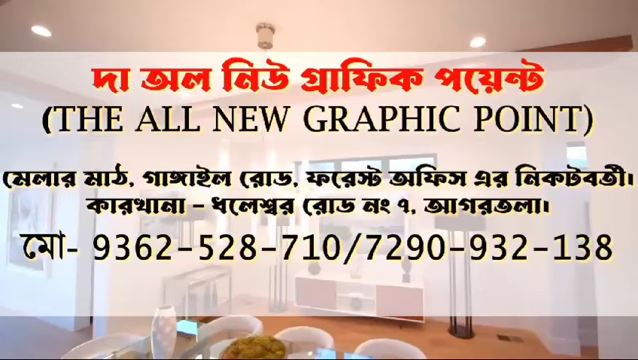 দা অল নিউ গ্রাফিক পয়েন্ট
(THE ALL NEW GRAPHIC POINT)
মেলার মাঠ, গাঙ্গাইল রোড, ফরেস্ট অফিস এর নিকটবর্তী।
কারখানা – ধলেশ্বর রোড নং ৭, আগরতলা।
মো- 9362-528-710/7290-932-138